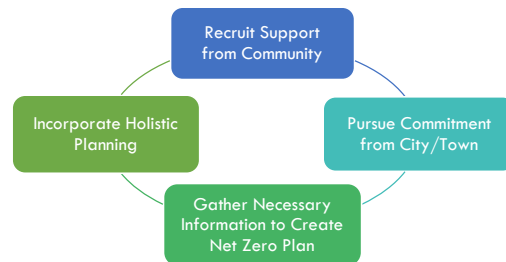 Recruit Support
from Community
Pursue Commitment
from City/Town
Gather Necessary
Information to Create
Net Zero Plan
Incorporate Holistic
Planning